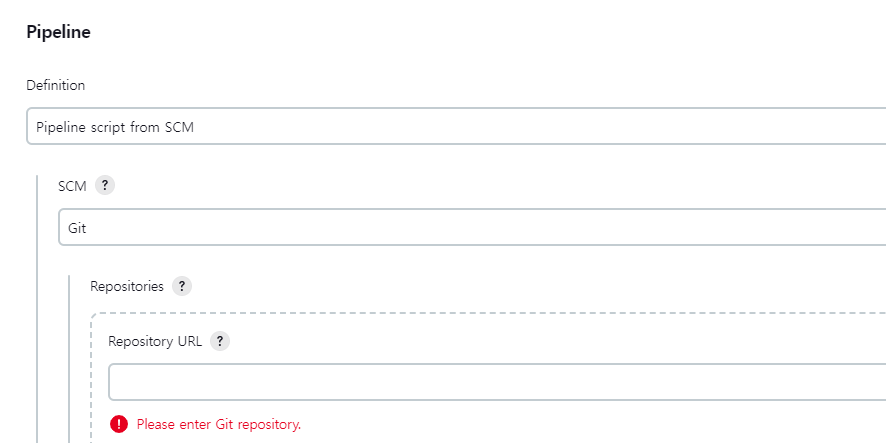 Pipeline
Definition
Pipeline script from SCM
SCM ?
Git
Repositories ?
Repository URL ?
! Please enter Git repository.